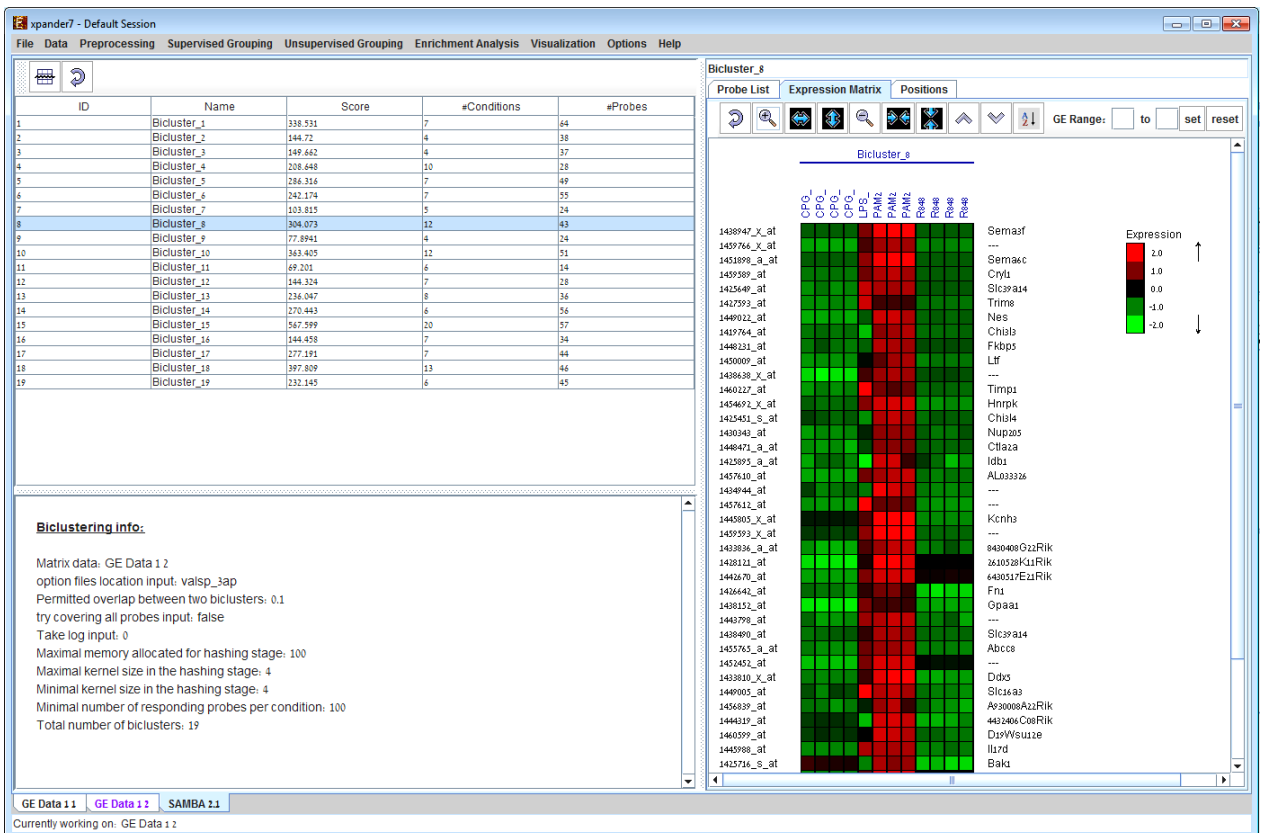 xpander7 - Default Session
File Data Preprocessing Supervised Grouping Unsupervised Grouping Enrichment Analysis Visualization Options Help
ID Name Score #Conditions #Probes
1 Bicluster_1 338.531 7 64
2 Bicluster_2 144.72 4 38
3 Bicluster_3 149.662 4 37
4 Bicluster_4 208.648 10 28
5 Bicluster_5 286.316 7 49
6 Bicluster_6 242.174 7 55
7 Bicluster_7 103.815 5 24
8 Bicluster_8 304.073 12 43
9 Bicluster_9 77.8941 4 24
10 Bicluster_10 363.405 12 51
11 Bicluster_11 69.201 6 14
12 Bicluster_12 144.324 7 28
13 Bicluster_13 236.047 8 36
14 Bicluster_14 270.443 6 56
15 Bicluster_15 567.599 20 57
16 Bicluster_16 144.458 7 34
17 Bicluster_17 277.191 7 44
18 Bicluster_18 397.809 13 46
19 Bicluster_19 232.145 6 45
Biclustering info:
Matrix data: GE Data 1 2
option files location input: valsp_3ap
Permitted overlap between two biclusters: 0.1
try covering all probes input: false
Take log input: 0
Maximal memory allocated for hashing stage: 100
Maximal kernel size in the hashing stage: 4
Minimal kernel size in the hashing stage: 4
Minimal number of responding probes per condition: 100
Total number of biclusters: 19
Bicluster_8
Probe List Expression Matrix Positions
GE Range: to set reset
Bicluster_8
CPG_ CPG_ CPG_ CPG_ LPS_ PAM2 PAM2 PAM2 R848 R848 R848 R848
1438947_x_at Sema3f
1459766_x_at ---
1451898_a_at Sema6c
1459589_at Cryl1
1425649_at Slc39a14
1427593_at Trim8
1449022_at Nes
1419764_at Chi3l3
1448231_at Fkbp5
1450009_at Ltf
1438638_x_at ---
1460227_at Timp1
1454692_x_at Hnrpk
1425451_s_at Chi3l4
1430343_at Nup205
1448471_a_at Ctla2a
1425895_a_at Idb1
1457610_at AL033326
1434944_at ---
1457612_at ---
1445805_x_at Kcnh3
1459593_x_at ---
1433836_a_at 8430408G22Rik
1428121_at 2610528K11Rik
1442670_at 6430517E21Rik
1426642_at Fn1
1438152_at Gpaa1
1443798_at ---
1438490_at Slc39a14
1455765_a_at Abcc8
1452452_at ---
1433810_x_at Ddx5
1449005_at Slc16a3
1456839_at A930008A22Rik
1444319_at 4432406C08Rik
1460599_at D19Wsu12e
1445988_at Il17d
1425716_s_at Bak1
Expression
2.0
1.0
0.0
-1.0
-2.0
GE Data 1 1 GE Data 1 2 SAMBA 2.1
Currently working on: GE Data 1 2